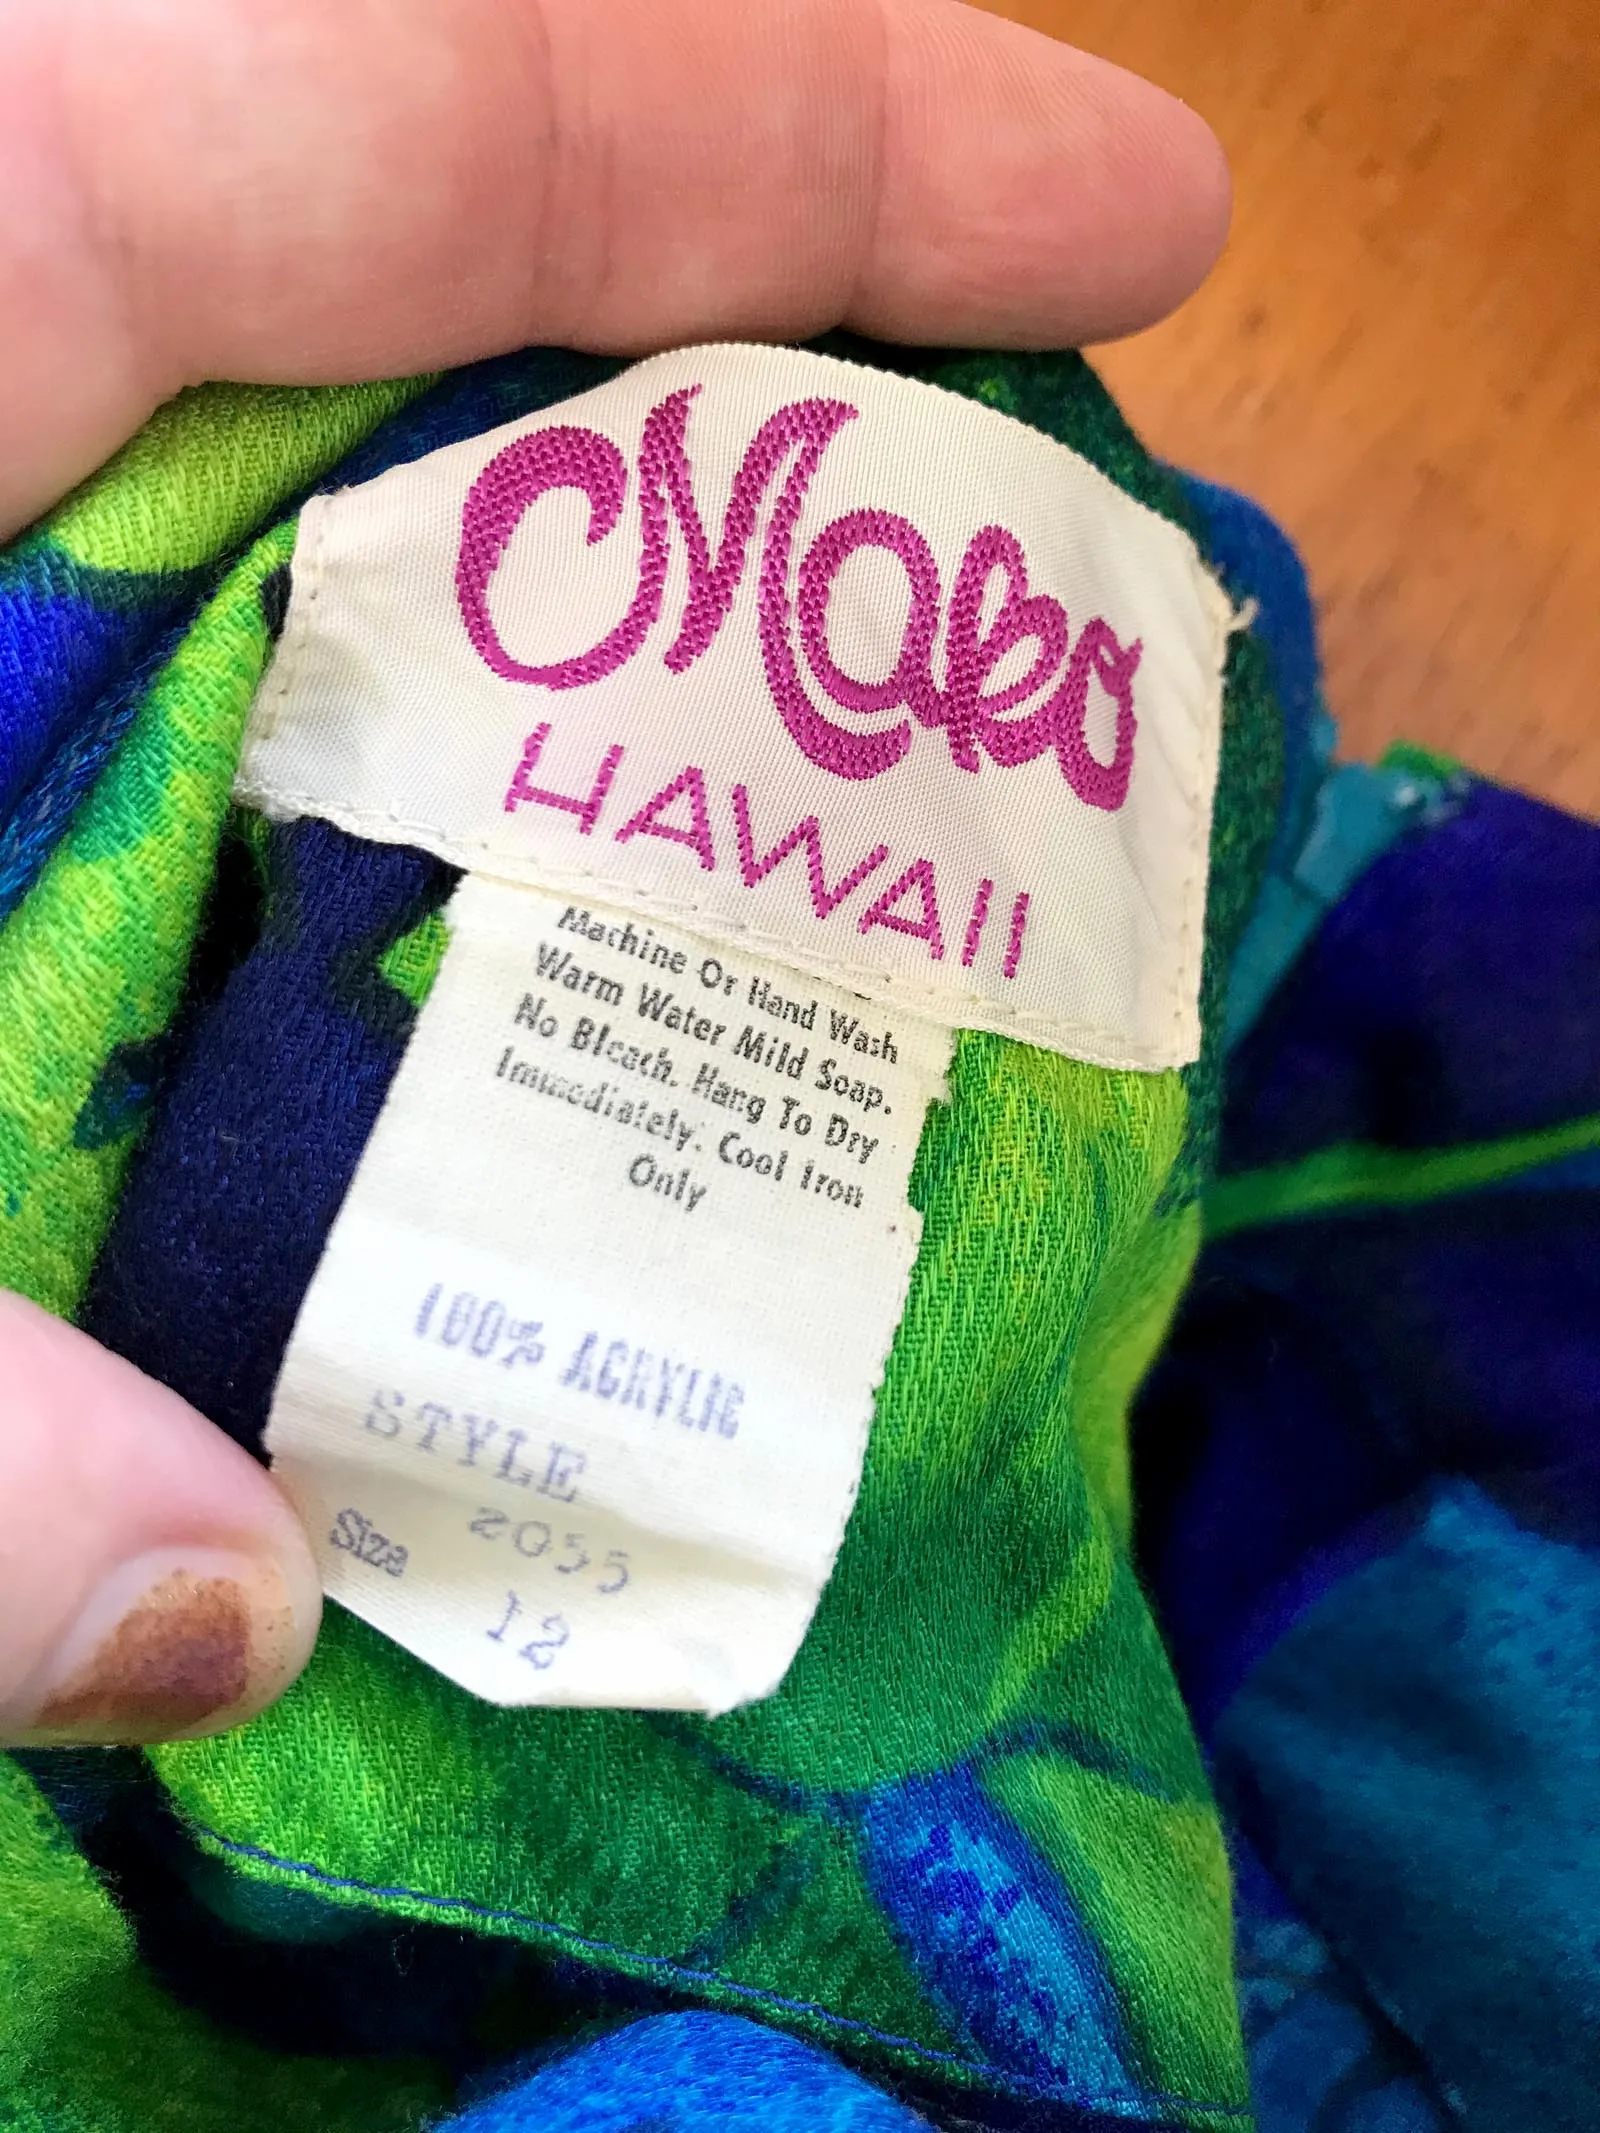 Malbo
HAWAII
Machine Or Hand Wash
Warm Water Mild Soap.
No Bleach. Hang To Dry
Immediately. Cool Iron
Only
100% ACRYLIC
STYLE
2055
Size
12